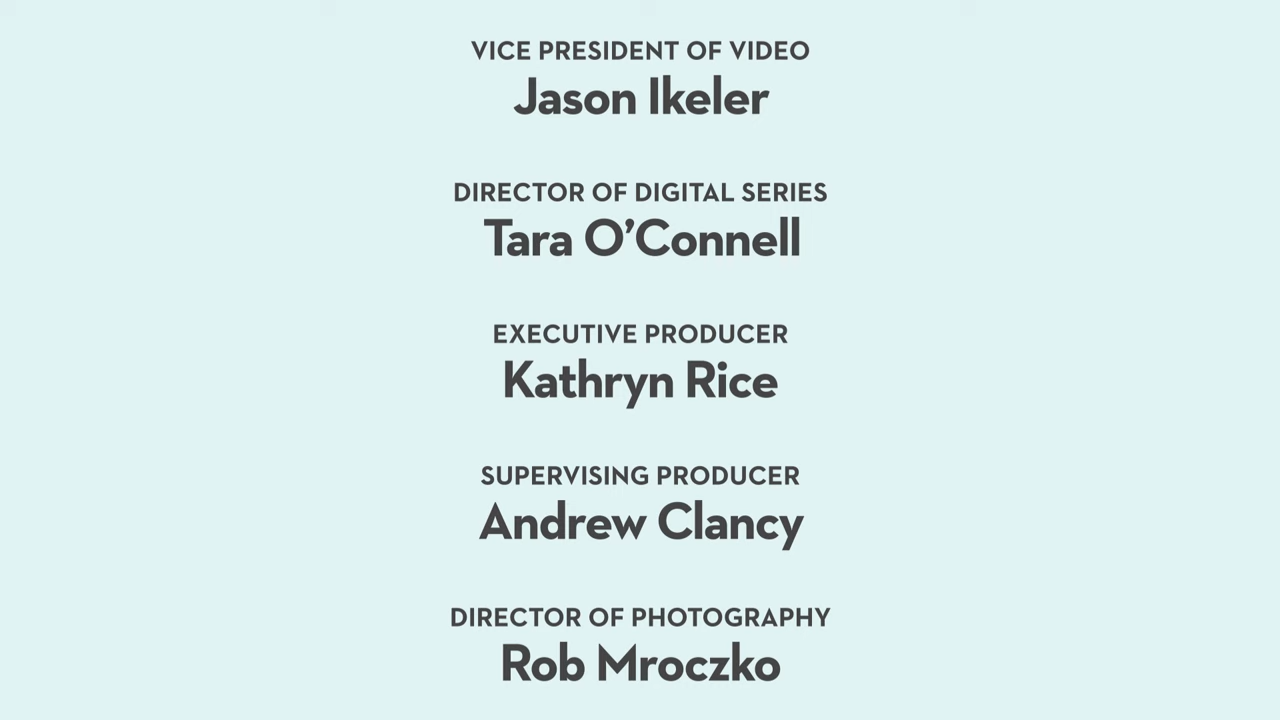 VICE PRESIDENT OF VIDEO
Jason Ikeler
DIRECTOR OF DIGITAL SERIES
Tara O’Connell
EXECUTIVE PRODUCER
Kathryn Rice
SUPERVISING PRODUCER
Andrew Clancy
DIRECTOR OF PHOTOGRAPHY
Rob Mroczko